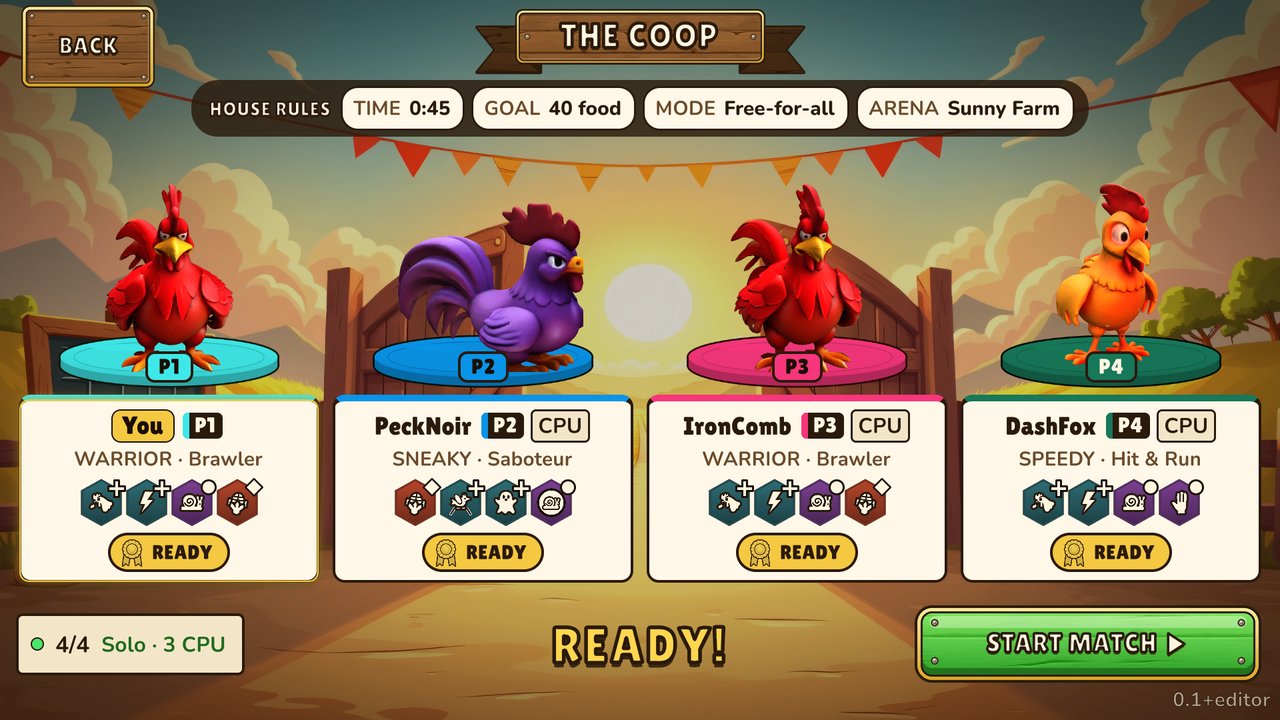 BACK
THE COOP
HOUSE RULES TIME 0:45 GOAL 40 food MODE Free-for-all ARENA Sunny Farm
P1 P2 P3 P4
You P1
WARRIOR · Brawler
READY
PeckNoir P2 CPU
SNEAKY · Saboteur
READY
IronComb P3 CPU
WARRIOR · Brawler
READY
DashFox P4 CPU
SPEEDY · Hit & Run
READY
4/4 Solo · 3 CPU
READY!
START MATCH
0.1+editor